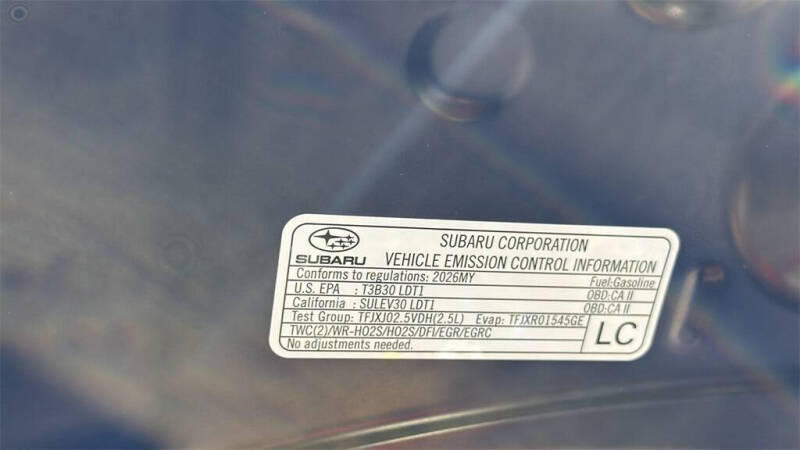 SUBARU
SUBARU CORPORATION
VEHICLE EMISSION CONTROL INFORMATION
Conforms to regulations: 2026MY Fuel:Gasoline
U.S. EPA : T3B30 LDT1 OBD:CA II
California : SULEV30 LDT1 OBD:CA II
Test Group: TFJXJ02.5VDH(2.5L) Evap: TFJXR01545GE
TWC(2)/WR-HO2S/HO2S/DFI/EGR/EGRC
No adjustments needed.
LC